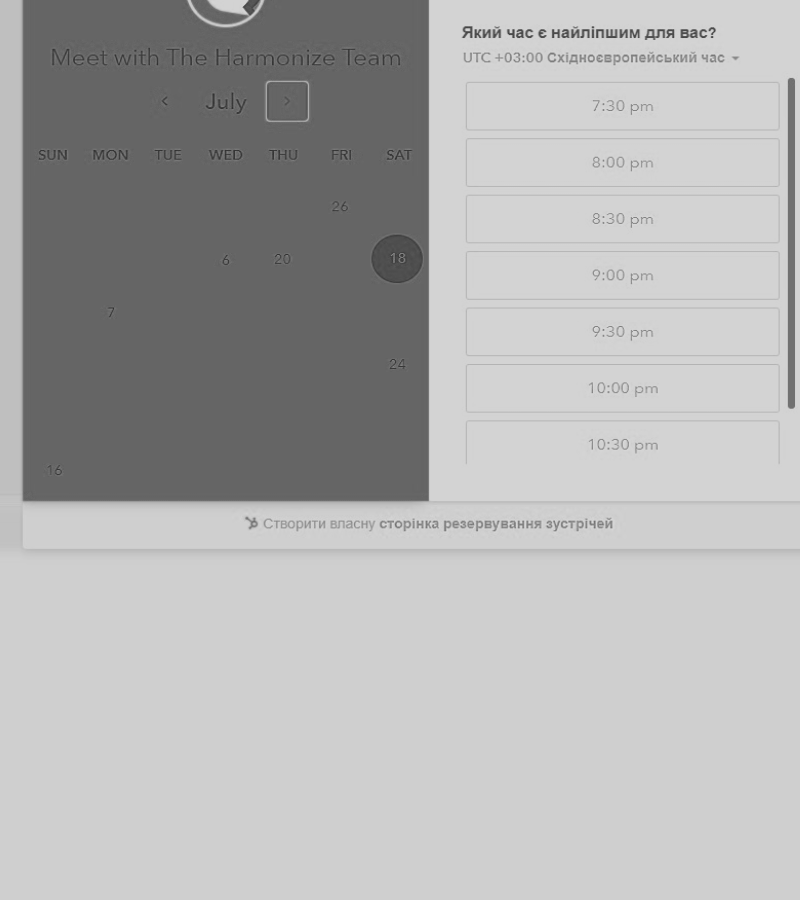 Meet with The Harmonize Team
July
SUN MON TUE WED THU FRI SAT
26
6 20 18
7
24
16
Який час є найліпшим для вас?
UTC +03:00 Східноєвропейський час
7:30 pm
8:00 pm
8:30 pm
9:00 pm
9:30 pm
10:00 pm
10:30 pm
Створити власну сторінка резервування зустрічей